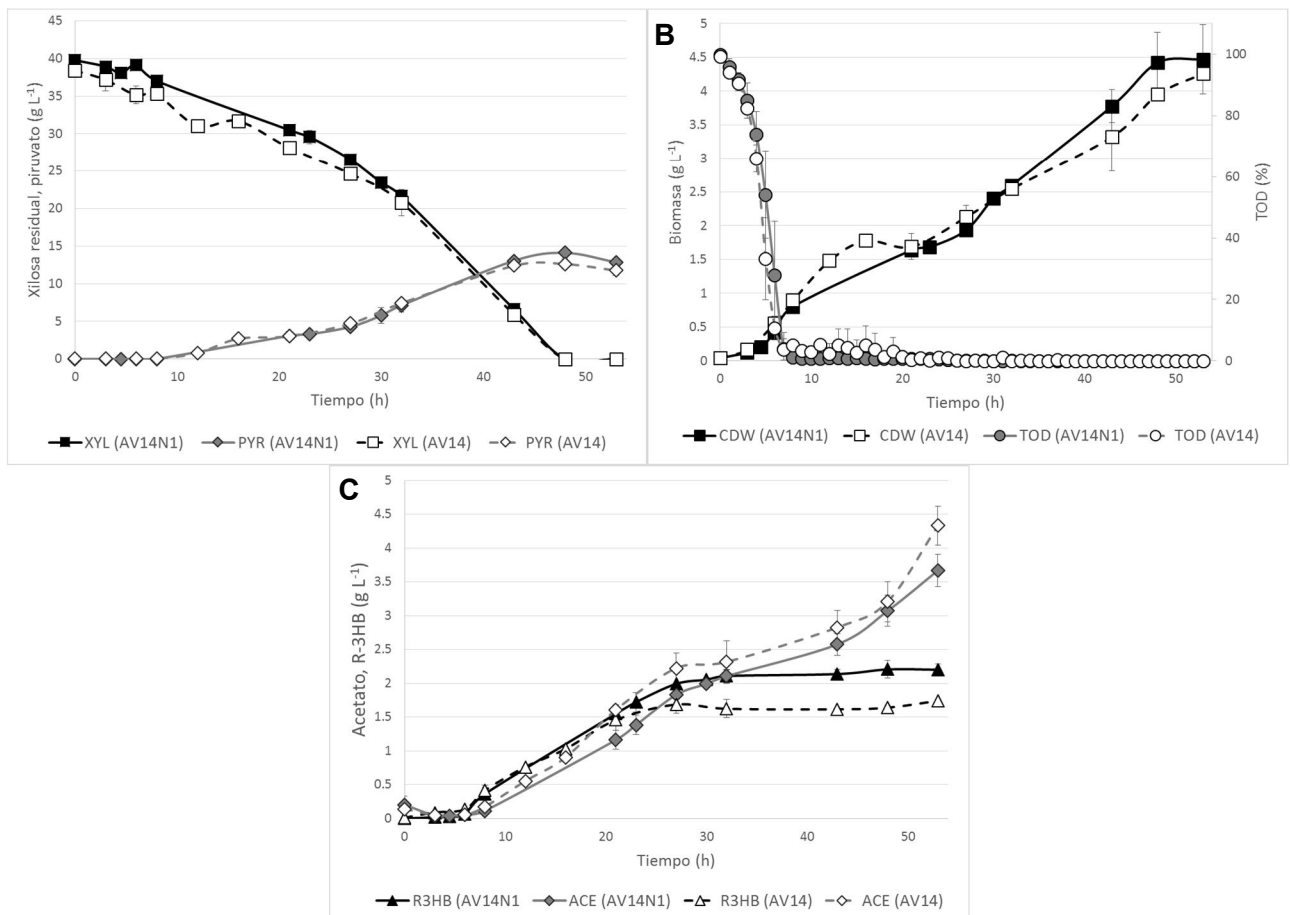 45
40
35
30
25
20
15
10
5
0
Xilosa residual, piruvato (g L⁻¹)
0 10 20 30 40 50
Tiempo (h)
XYL (AV14N1) PYR (AV14N1) XYL (AV14) PYR (AV14)
B
5
4.5
4
3.5
3
2.5
2
1.5
1
0.5
0
Biomasa (g L⁻¹)
100
80
60
40
20
0
TOD (%)
0 10 20 30 40 50
Tiempo (h)
CDW (AV14N1) CDW (AV14) TOD (AV14N1) TOD (AV14)
C
5
4.5
4
3.5
3
2.5
2
1.5
1
0.5
0
Acetato, R-3HB (g L⁻¹)
0 10 20 30 40 50
Tiempo (h)
R3HB (AV14N1 ACE (AV14N1) R3HB (AV14) ACE (AV14)